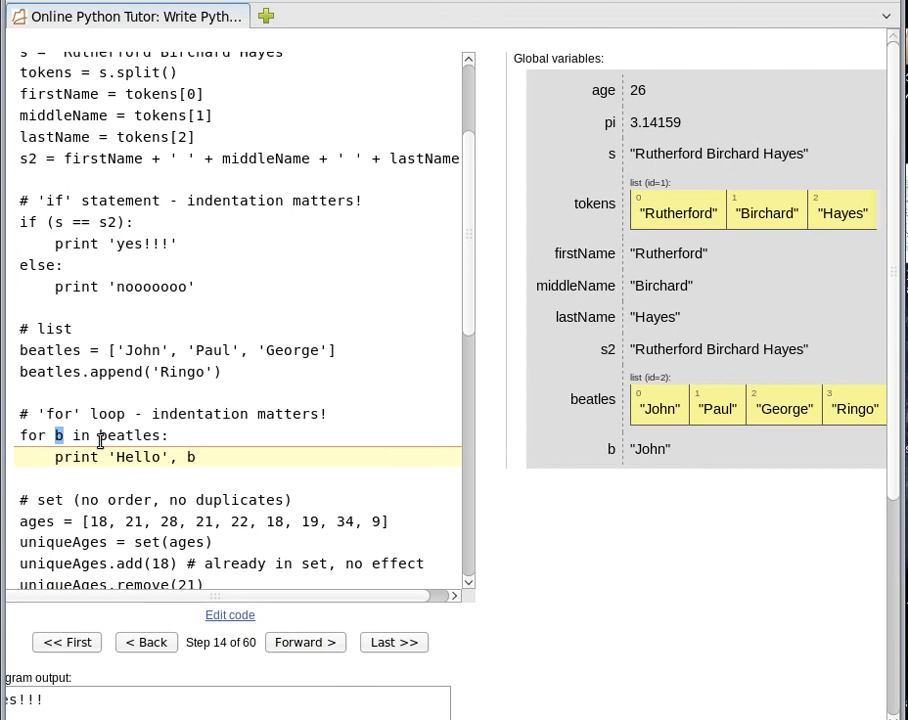 Online Python Tutor: Write Pyth...
s = "Rutherford Birchard Hayes"
tokens = s.split()
firstName = tokens[0]
middleName = tokens[1]
lastName = tokens[2]
s2 = firstName + ' ' + middleName + ' ' + lastName
# 'if' statement - indentation matters!
if (s == s2):
    print 'yes!!!'
else:
    print 'nooooooo'
# list
beatles = ['John', 'Paul', 'George']
beatles.append('Ringo')
# 'for' loop - indentation matters!
for b in beatles:
    print 'Hello', b
# set (no order, no duplicates)
ages = [18, 21, 28, 21, 22, 18, 19, 34, 9]
uniqueAges = set(ages)
uniqueAges.add(18) # already in set, no effect
uniqueAges.remove(21)
Edit code
<< First < Back Step 14 of 60 Forward > Last >>
gram output:
es!!!
Global variables:
age 26
pi 3.14159
s "Rutherford Birchard Hayes"
list (id=1):
0 1 2
tokens "Rutherford" "Birchard" "Hayes"
firstName "Rutherford"
middleName "Birchard"
lastName "Hayes"
s2 "Rutherford Birchard Hayes"
list (id=2):
0 1 2 3
beatles "John" "Paul" "George" "Ringo"
b "John"